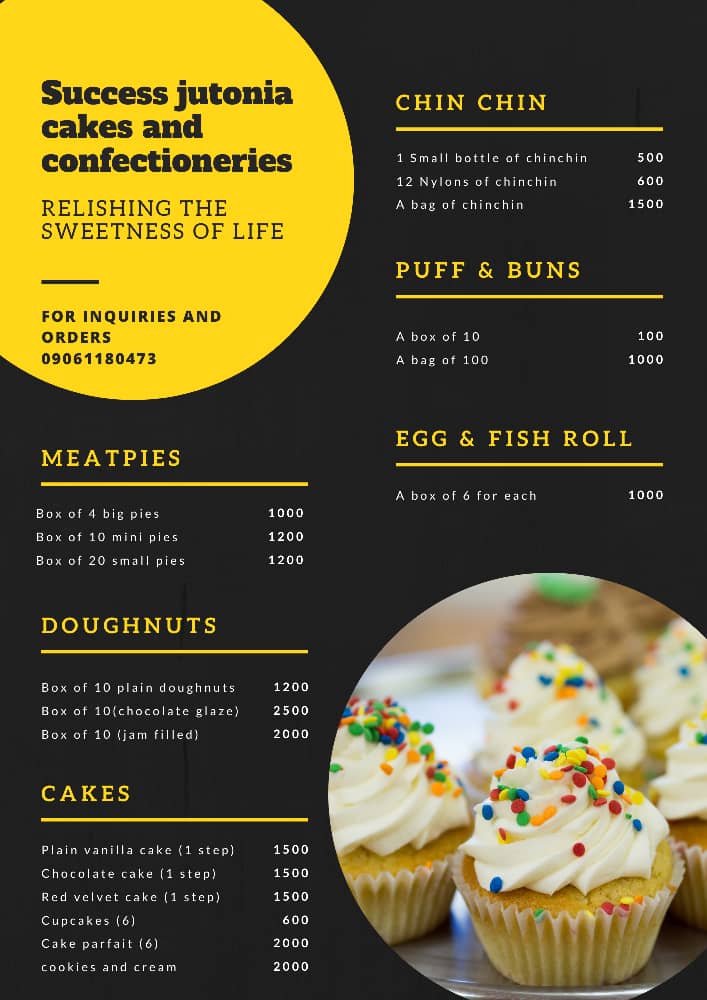 Success jutonia
cakes and
confectioneries
RELISHING THE
SWEETNESS OF LIFE
FOR INQUIRIES AND
ORDERS
09061180473
MEATPIES
Box of 4 big pies 1000
Box of 10 mini pies 1200
Box of 20 small pies 1200
DOUGHNUTS
Box of 10 plain doughnuts 1200
Box of 10(chocolate glaze) 2500
Box of 10 (jam filled) 2000
CAKES
Plain vanilla cake (1 step) 1500
Chocolate cake (1 step) 1500
Red velvet cake (1 step) 1500
Cupcakes (6) 600
Cake parfait (6) 2000
cookies and cream 2000
CHIN CHIN
1 Small bottle of chinchin 500
12 Nylons of chinchin 600
A bag of chinchin 1500
PUFF & BUNS
A box of 10 100
A bag of 100 1000
EGG & FISH ROLL
A box of 6 for each 1000